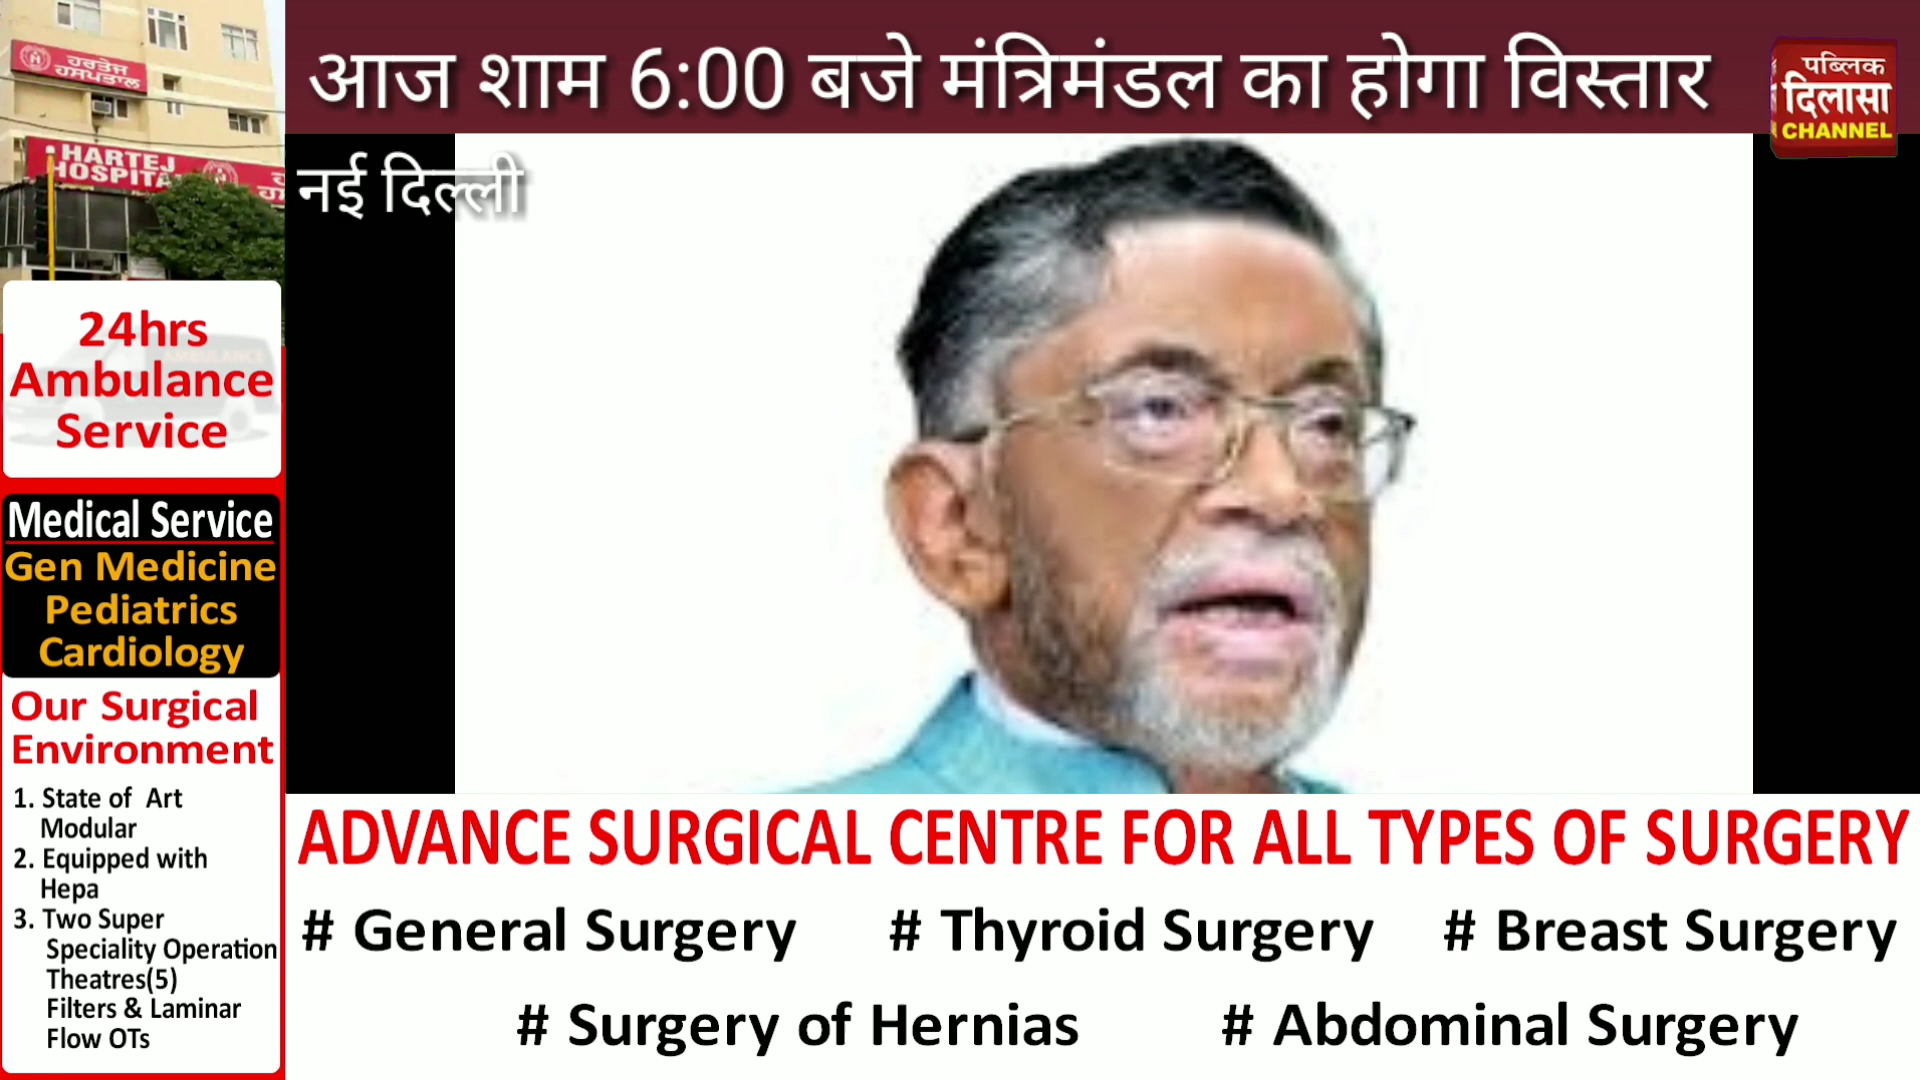 आज शाम 6:00 बजे मंत्रिमंडल का होगा विस्तार
पब्लिक
दिलासा
CHANNEL
नई दिल्ली
ਹਰਤੇਜ
ਹਸਪਤਾਲ
HARTEJ
HOSPITAL
24hrs
Ambulance
Service
AMBULANCE
Medical Service
Gen Medicine
Pediatrics
Cardiology
Our Surgical
Environment
1. State of Art
Modular
2. Equipped with
Hepa
3. Two Super
Speciality Operation
Theatres(5)
Filters & Laminar
Flow OTs
ADVANCE SURGICAL CENTRE FOR ALL TYPES OF SURGERY
# General Surgery # Thyroid Surgery # Breast Surgery
# Surgery of Hernias # Abdominal Surgery